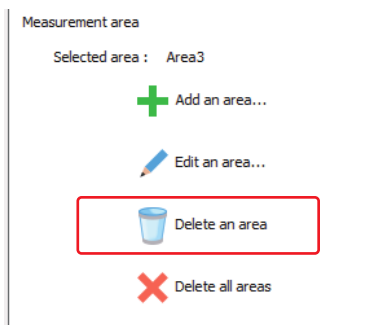 Measurement area
Selected area : Area3
Add an area...
Edit an area...
Delete an area
Delete all areas